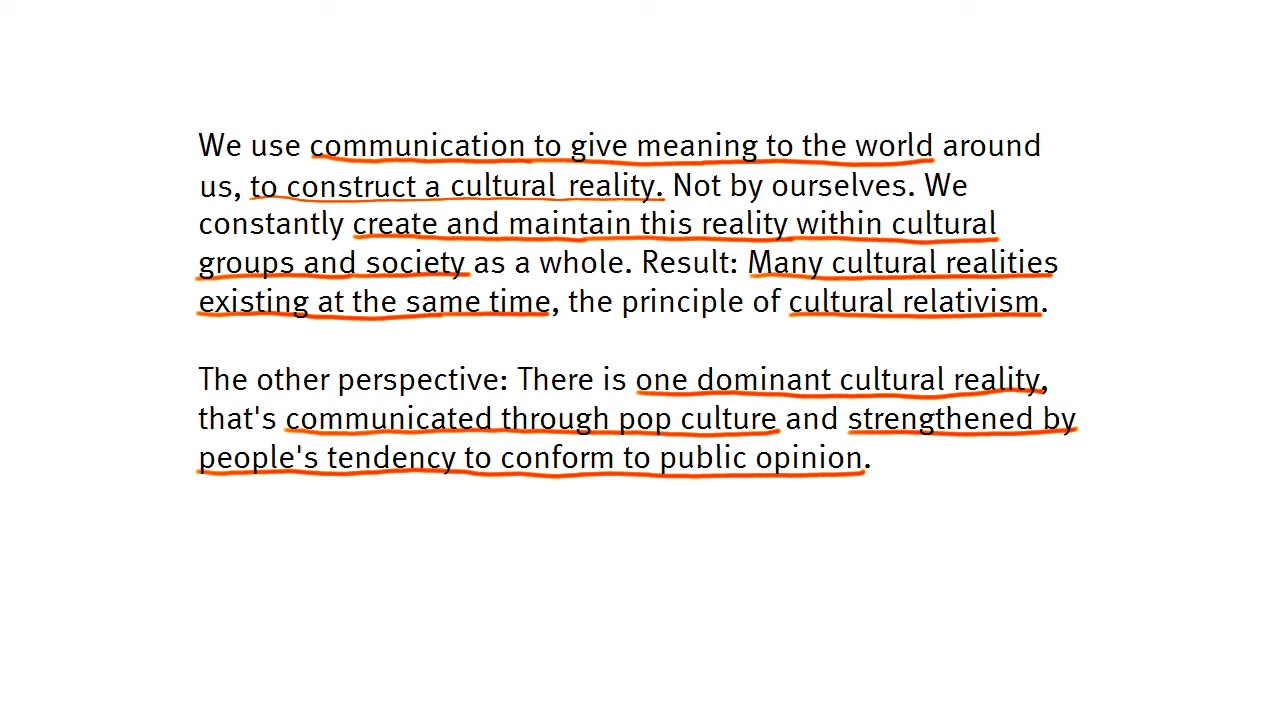 We use communication to give meaning to the world around
us, to construct a cultural reality. Not by ourselves. We
constantly create and maintain this reality within cultural
groups and society as a whole. Result: Many cultural realities
existing at the same time, the principle of cultural relativism.
The other perspective: There is one dominant cultural reality,
that's communicated through pop culture and strengthened by
people's tendency to conform to public opinion.